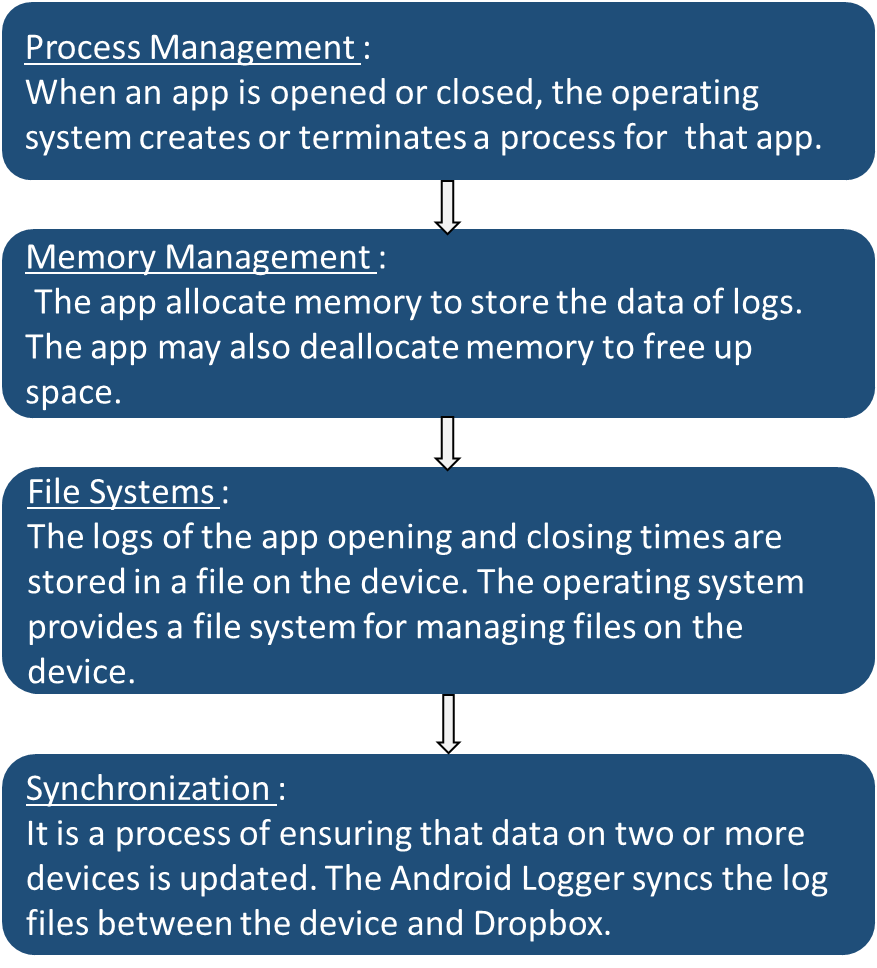 Process Management :
When an app is opened or closed, the operating
system creates or terminates a process for  that app.
Memory Management :
The app allocate memory to store the data of logs.
The app may also deallocate memory to free up
space.
File Systems :
The logs of the app opening and closing times are
stored in a file on the device. The operating system
provides a file system for managing files on the
device.
Synchronization :
It is a process of ensuring that data on two or more
devices is updated. The Android Logger syncs the log
files between the device and Dropbox.